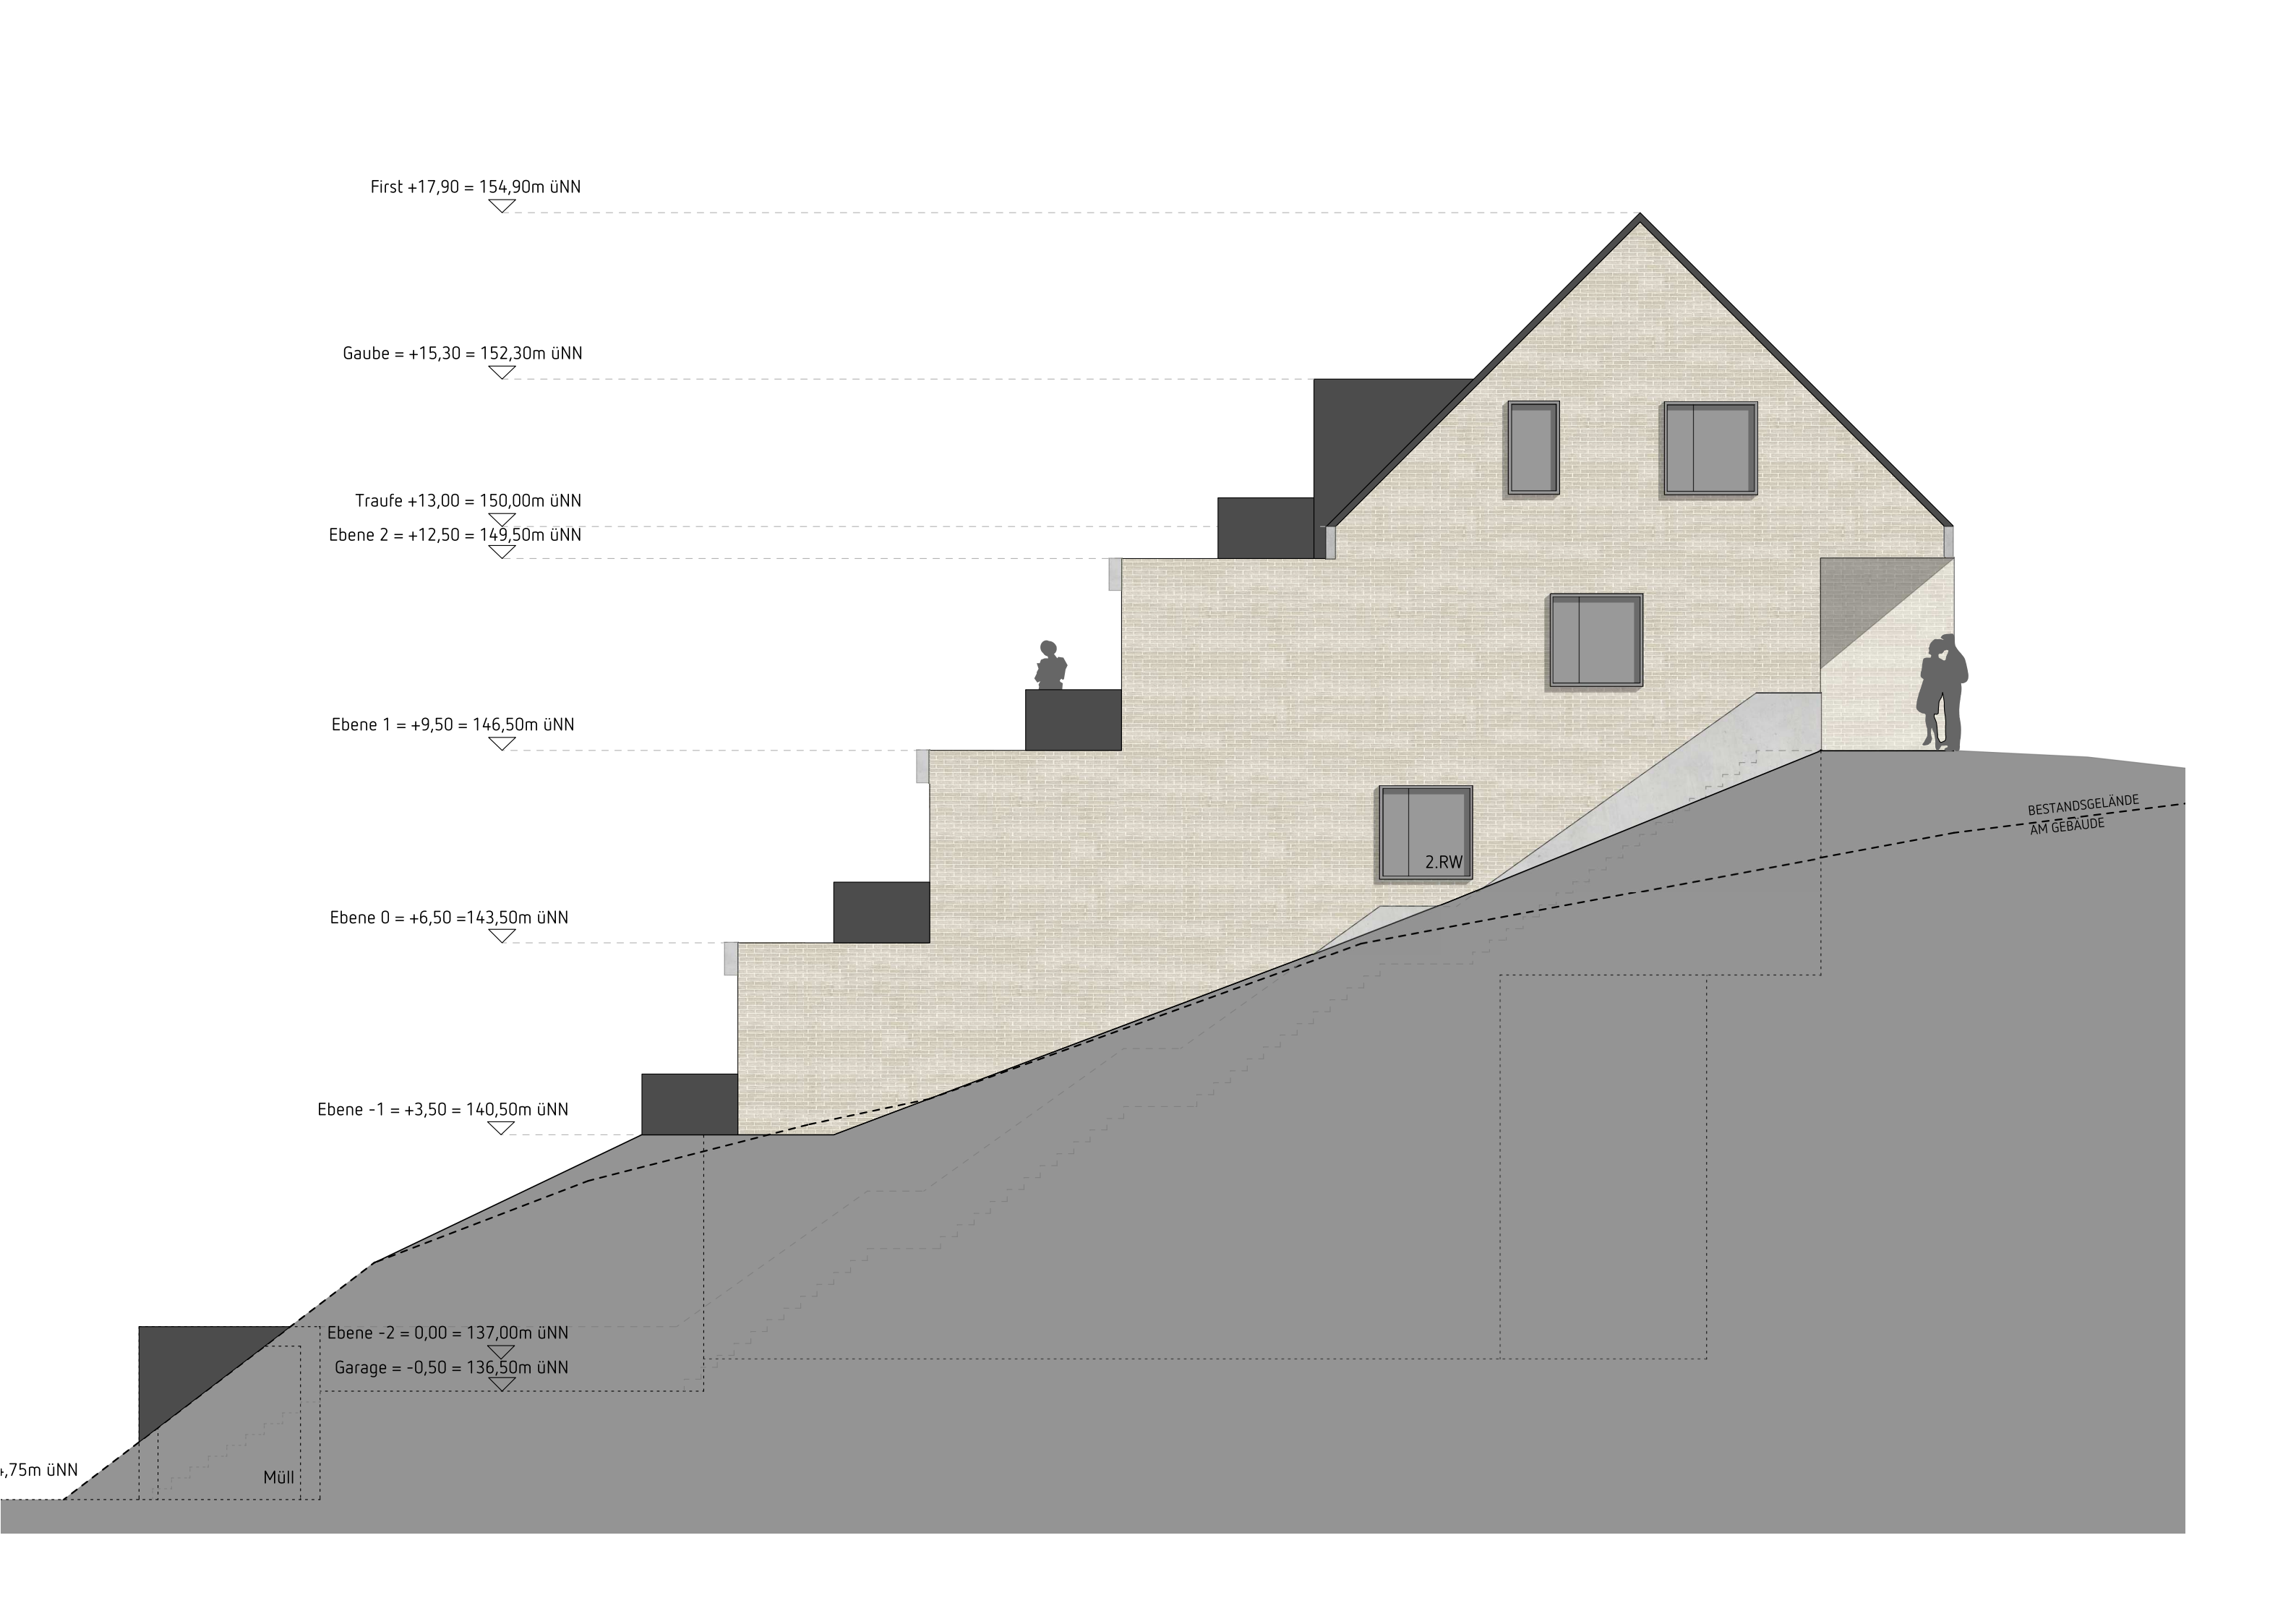 First +17,90 = 154,90m üNN
Gaube = +15,30 = 152,30m üNN
Traufe +13,00 = 150,00m üNN
Ebene 2 = +12,50 = 149,50m üNN
Ebene 1 = +9,50 = 146,50m üNN
BESTANDSGELÄNDE
AM GEBÄUDE
2.RW
Ebene 0 = +6,50 =143,50m üNN
Ebene -1 = +3,50 = 140,50m üNN
Ebene -2 = 0,00 = 137,00m üNN
Garage = -0,50 = 136,50m üNN
,75m üNN
Müll